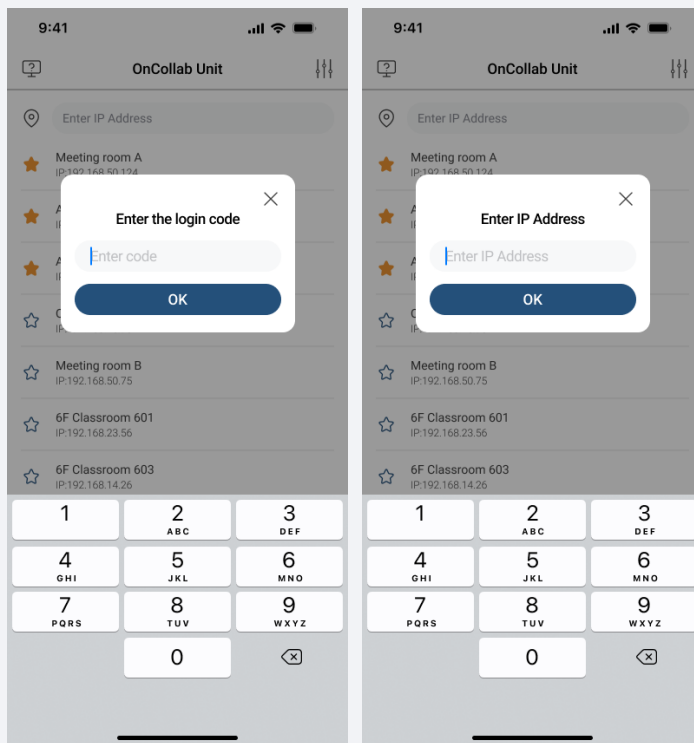 9:41
OnCollab Unit
Enter IP Address
Meeting room A
IP:192.168.50.124
Enter the login code
Enter code
OK
Meeting room B
IP:192.168.50.75
6F Classroom 601
IP:192.168.23.56
6F Classroom 603
IP:192.168.14.26
1
2
ABC
3
DEF
4
GHI
5
JKL
6
MNO
7
PQRS
8
TUV
9
WXYZ
0
9:41
OnCollab Unit
Enter IP Address
Meeting room A
IP:192.168.50.124
Enter IP Address
Enter IP Address
OK
Meeting room B
IP:192.168.50.75
6F Classroom 601
IP:192.168.23.56
6F Classroom 603
IP:192.168.14.26
1
2
ABC
3
DEF
4
GHI
5
JKL
6
MNO
7
PQRS
8
TUV
9
WXYZ
0